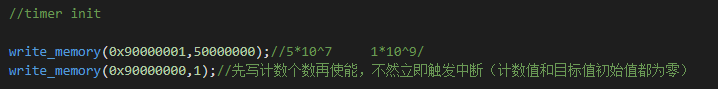 //timer init
write_memory(0x90000001,50000000);//5*10^7     1*10^9/
write_memory(0x90000000,1);//先写计数个数再使能，不然立即触发中断（计数值和目标值初始值都为零）